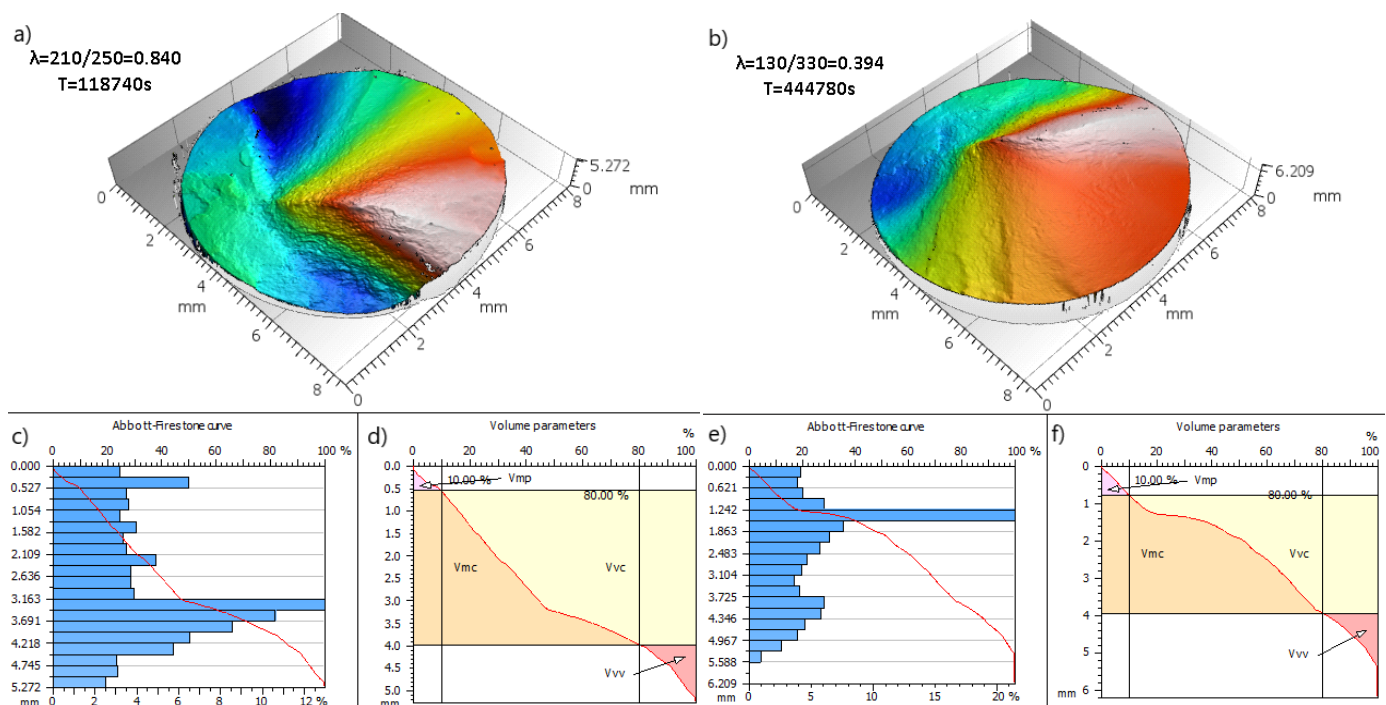 a)
λ=210/250=0.840
T=118740s
5.272
mm
0
0
8
2
6
4
4
mm
mm
6
2
8
0
b)
λ=130/330=0.394
T=444780s
6.209
mm
0
0
8
2
6
4
4
mm
mm
6
2
8
0
c)
Abbott-Firestone curve
0 20 40 60 80 100 %
0.000
0.527
1.054
1.582
2.109
2.636
3.163
3.691
4.218
4.745
5.272
mm
0 2 4 6 8 10 12 %
d)
Volume parameters
%
0 20 40 60 80 100
0.0
0.5
1.0
1.5
2.0
2.5
3.0
3.5
4.0
4.5
5.0
mm
10.00 %
Vmp
80.00 %
Vmc
Vvc
Vvv
e)
Abbott-Firestone curve
0 20 40 60 80 100 %
0.000
0.621
1.242
1.863
2.483
3.104
3.725
4.346
4.967
5.588
6.209
mm
0 5 10 15 20 %
f)
Volume parameters
%
0 20 40 60 80 100
0
1
2
3
4
5
6
mm
10.00 %
Vmp
80.00 %
Vmc
Vvc
Vvv